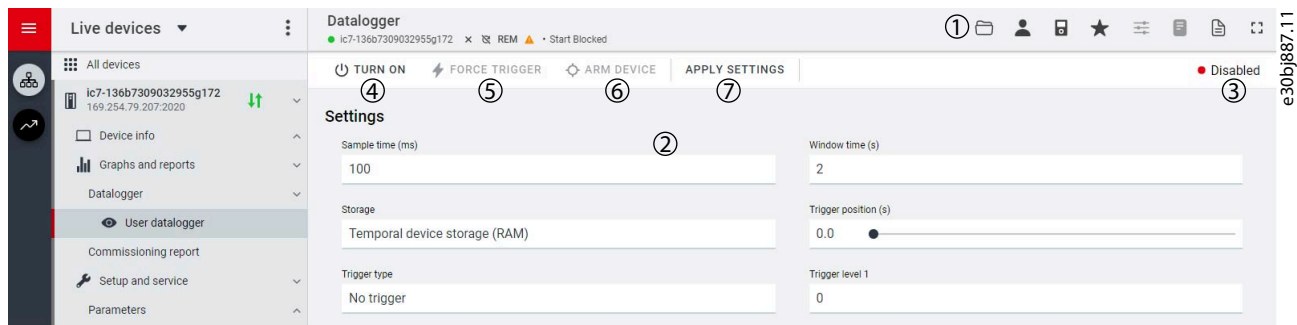 Live devices
Datalogger
ic7-136b7309032955g172 REM • Start Blocked
①
All devices
TURN ON FORCE TRIGGER ARM DEVICE APPLY SETTINGS
Disabled
④ ⑤ ⑥ ⑦ ③
ic7-136b7309032955g172
169.254.79.207:2020
Device info
Graphs and reports
Datalogger
User datalogger
Commissioning report
Setup and service
Parameters
Settings
②
Sample time (ms)
100
Window time (s)
2
Storage
Temporal device storage (RAM)
Trigger position (s)
0.0
Trigger type
No trigger
Trigger level 1
0
e30bj887.11